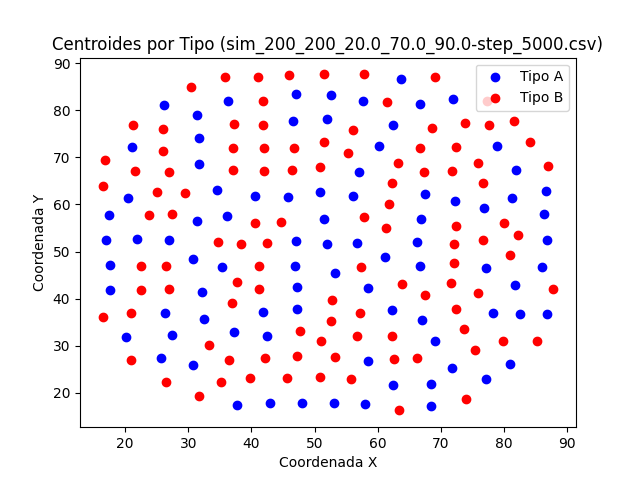 Centroides por Tipo (sim_200_200_20.0_70.0_90.0-step_5000.csv)
Tipo A
Tipo B
90
80
70
60
50
40
30
20
Coordenada Y
20 30 40 50 60 70 80 90
Coordenada X